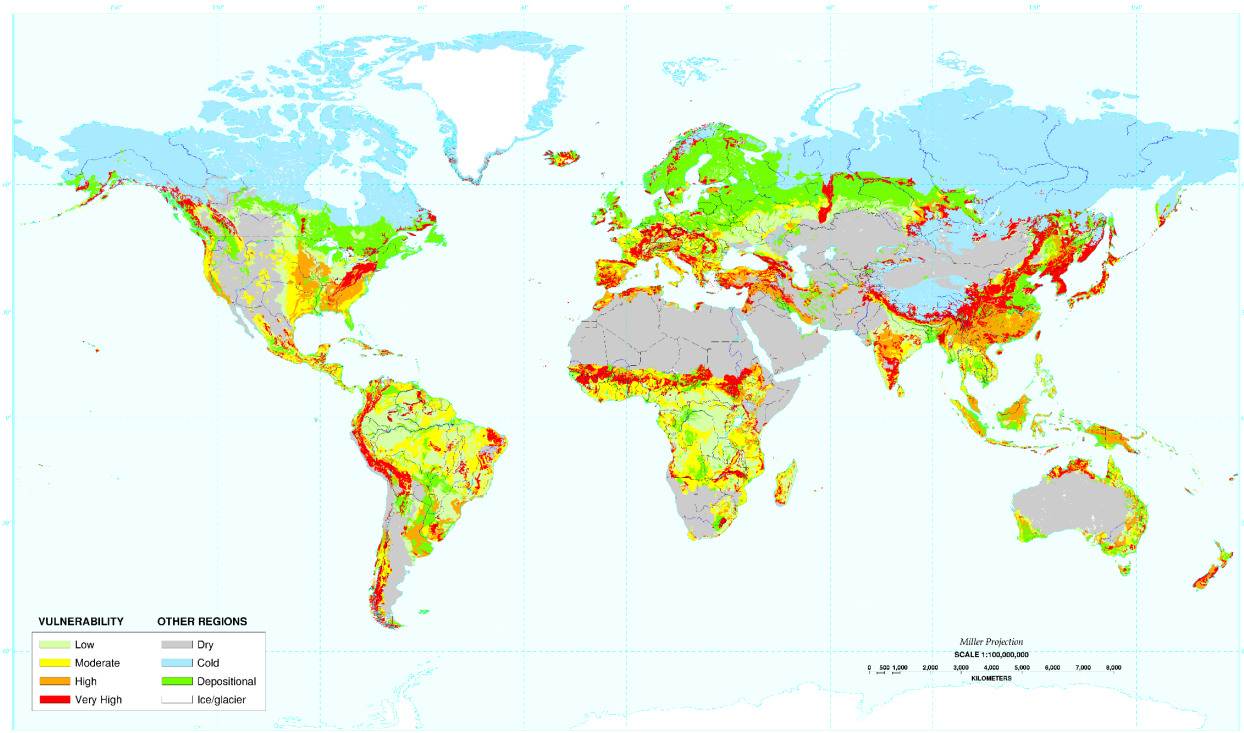 VULNERABILITY OTHER REGIONS
Low Dry
Moderate Cold
High Depositional
Very High Ice/glacier
Miller Projection
SCALE 1:100,000,000
0 500 1,000 2,000 3,000 4,000 5,000 6,000 7,000 8,000
KILOMETERS